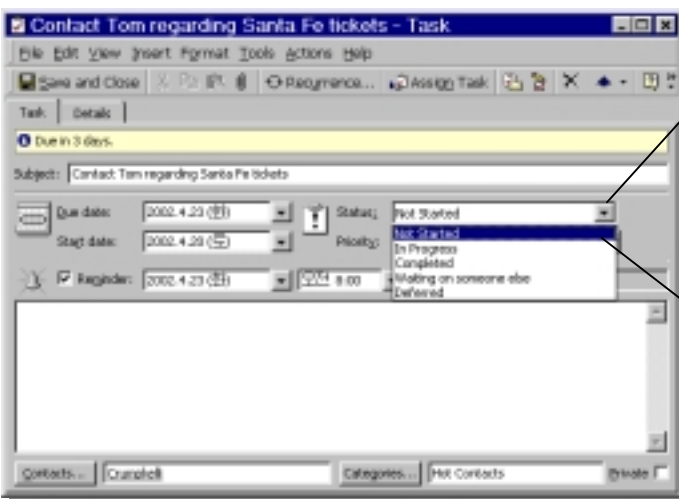 Contact Tom regarding Santa Fe tickets - Task
File Edit View Insert Format Tools Actions Help
Save and Close Recurrence... Assign Task
Task Details
Due in 3 days.
Subject: Contact Tom regarding Santa Fe tickets
Due date: 2002.4.23 Status: Not Started
Not Started
Start date: 2002.4.20 Priority:
In Progress
Completed
Reminder: 2002.4.23 8:00
Waiting on someone else
Deferred
Contacts... Categories... Hot Contacts Private